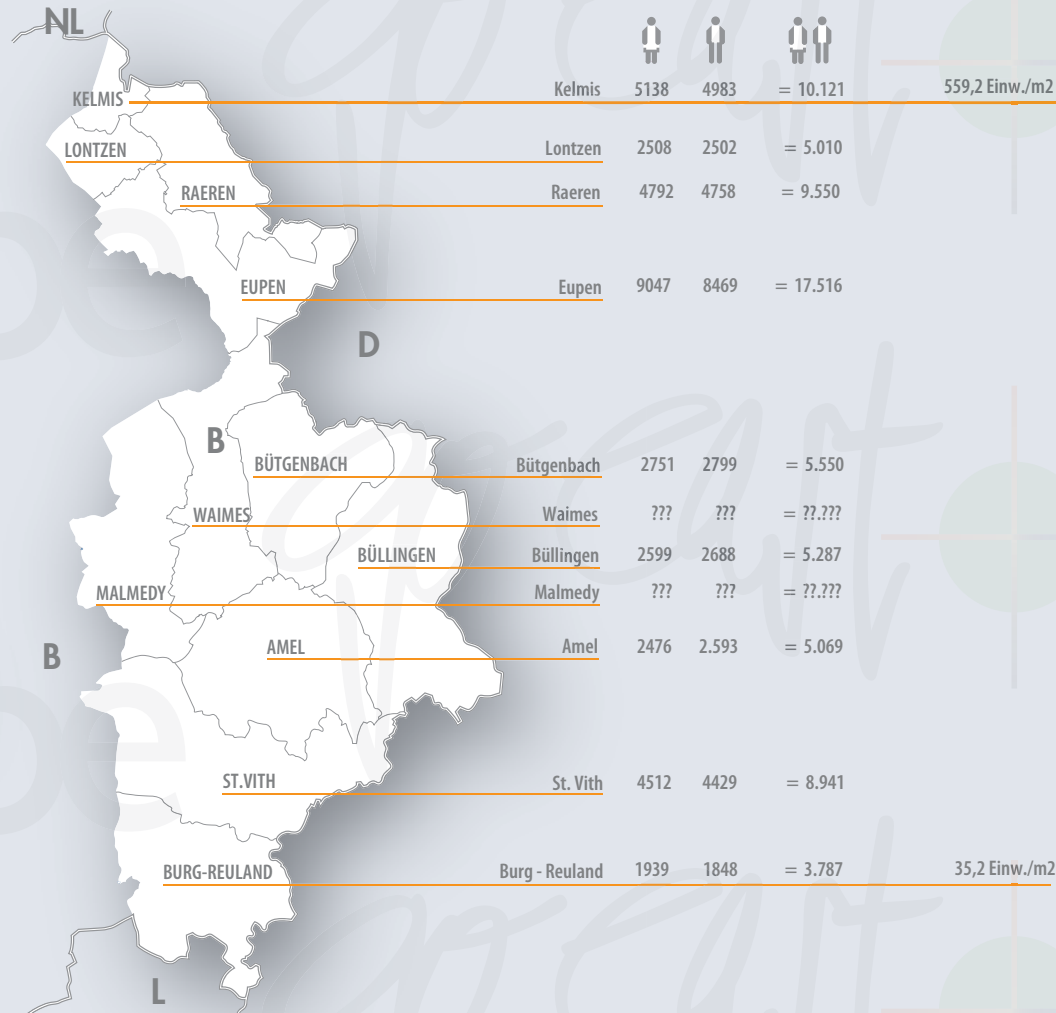 NL
KELMIS
Kelmis 5138 4983 = 10.121 559,2 Einw./m2
LONTZEN
Lontzen 2508 2502 = 5.010
RAEREN
Raeren 4792 4758 = 9.550
EUPEN
Eupen 9047 8469 = 17.516
D
B
BÜTGENBACH
Bütgenbach 2751 2799 = 5.550
WAIMES
Waimes ??? ??? = ??.???
BÜLLINGEN
Büllingen 2599 2688 = 5.287
MALMEDY
Malmedy ??? ??? = ??.???
B
AMEL
Amel 2476 2.593 = 5.069
ST.VITH
St. Vith 4512 4429 = 8.941
BURG-REULAND
Burg - Reuland 1939 1848 = 3.787 35,2 Einw./m2
L